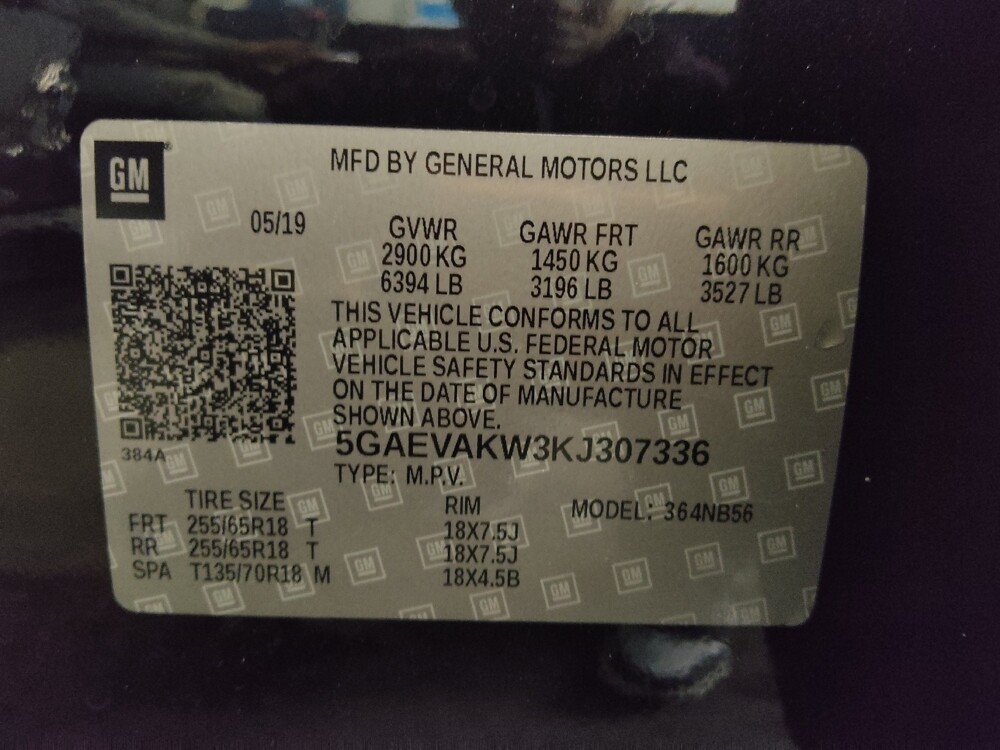 GM
MFD BY GENERAL MOTORS LLC
05/19
GVWR GAWR FRT GAWR RR
2900 KG 1450 KG 1600 KG
6394 LB 3196 LB 3527 LB
THIS VEHICLE CONFORMS TO ALL
APPLICABLE U.S. FEDERAL MOTOR
VEHICLE SAFETY STANDARDS IN EFFECT
ON THE DATE OF MANUFACTURE
SHOWN ABOVE.
384A
5GAEVAKW3KJ307336
TYPE: M.P.V.
TIRE SIZE RIM MODEL: 364NB56
FRT 255/65R18 T 18X7.5J
RR 255/65R18 T 18X7.5J
SPA T135/70R18 M 18X4.5B